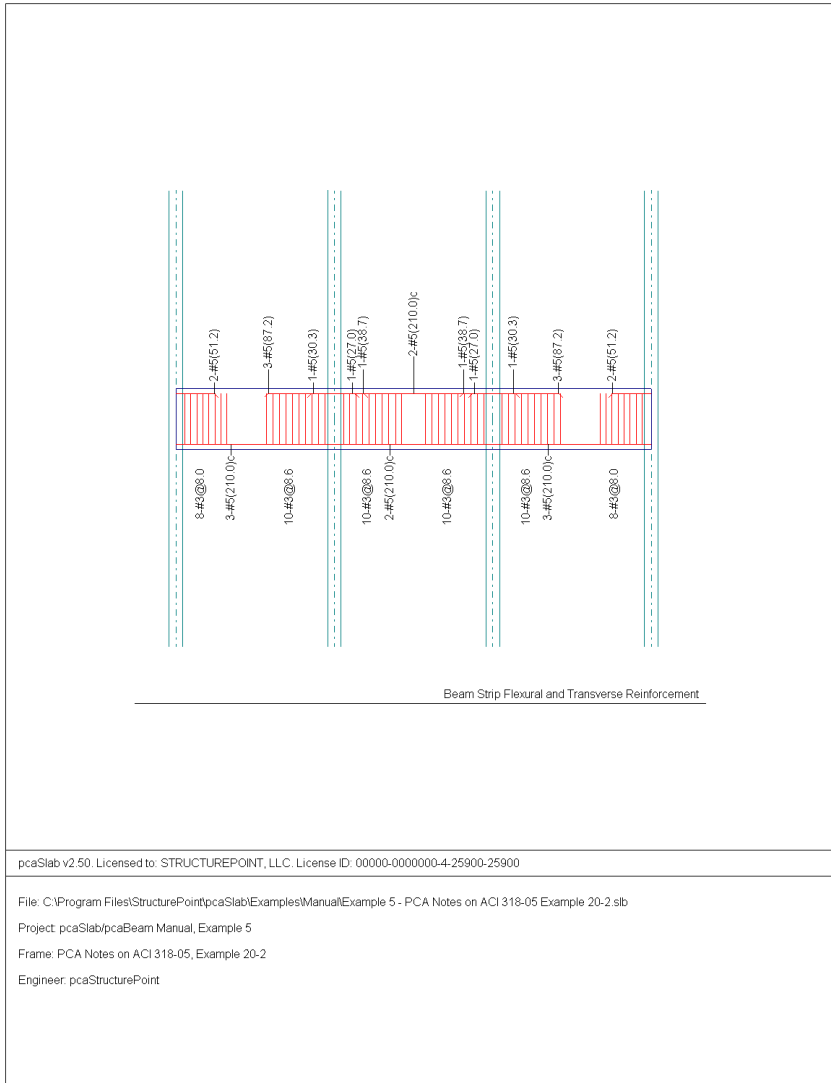 2-#5(51.2)
3-#5(87.2)
1-#5(30.3)
1-#5(27.0)
1-#5(38.7)
2-#5(210.0)c
1-#5(38.7)
1-#5(27.0)
1-#5(30.3)
3-#5(87.2)
2-#5(51.2)
8-#3@8.0
3-#5(210.0)c
10-#3@8.6
10-#3@8.6
2-#5(210.0)c
10-#3@8.6
10-#3@8.6
3-#5(210.0)c
8-#3@8.0
Beam Strip Flexural and Transverse Reinforcement
pcaSlab v2.50. Licensed to: STRUCTUREPOINT, LLC. License ID: 00000-0000000-4-25900-25900
File: C:\Program Files\StructurePoint\pcaSlab\Examples\Manual\Example 5 - PCA Notes on ACI 318-05 Example 20-2.slb
Project: pcaSlab/pcaBeam Manual, Example 5
Frame: PCA Notes on ACI 318-05, Example 20-2
Engineer: pcaStructurePoint